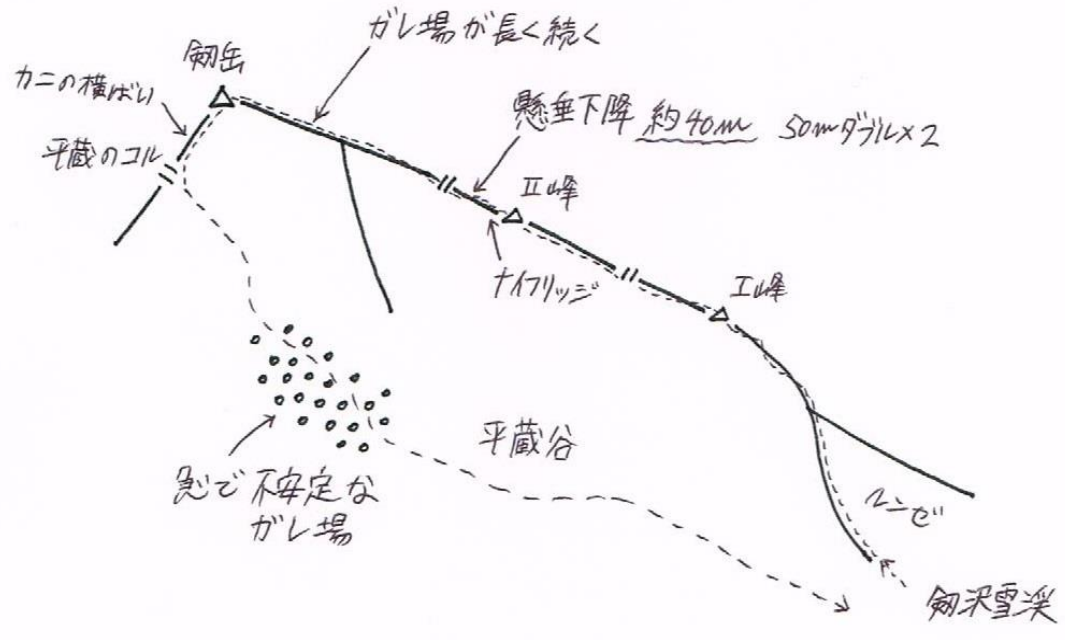 ガレ場が長く続く
剱岳
カニの横ばい
平蔵のコル
懸垂下降 約40m 50mダブル×2
II峰
ナイフリッジ
I峰
平蔵谷
急で不安定な
ガレ場
ルンゼ
剱沢雪渓